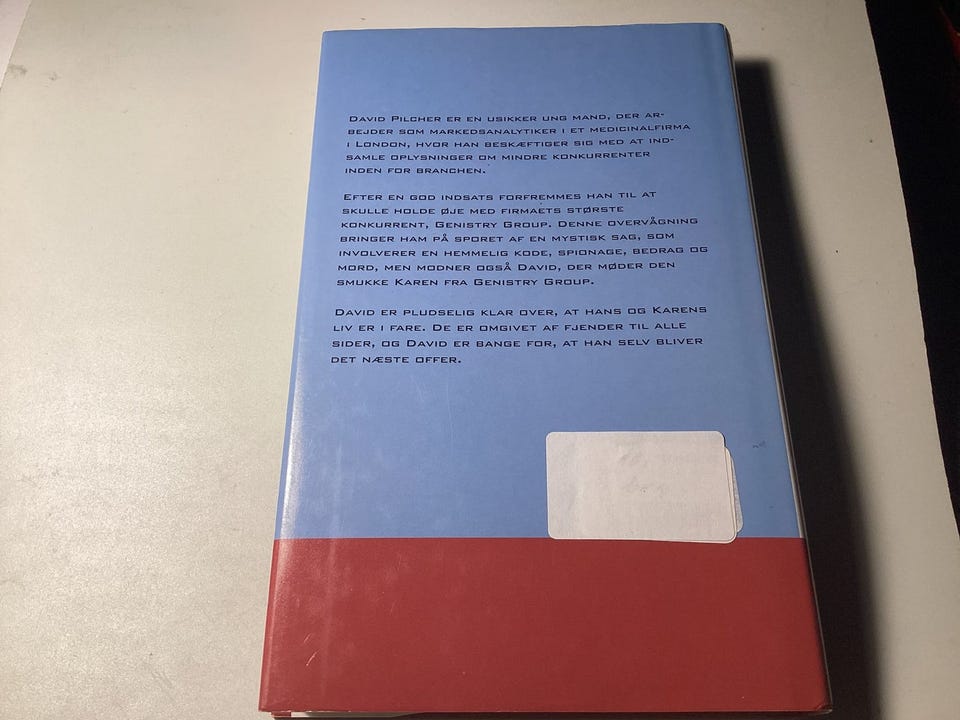 David Pilcher er en usikker ung mand, der ar-
bejder som markedsanalytiker i et medicinalfirma
i London, hvor han beskæftiger sig med at ind-
samle oplysninger om mindre konkurrenter
inden for branchen.
Efter en god indsats forfremmes han til at
skulle holde øje med firmaets største
konkurrent, Genistry Group. Denne overvågning
bringer ham på sporet af en mystisk sag, som
involverer en hemmelig kode, spionage, bedrag og
mord, men modner også David, der møder den
smukke Karen fra Genistry Group.
David er pludselig klar over, at hans og Karens
liv er i fare. De er omgivet af fjender til alle
sider, og David er bange for, at han selv bliver
det næste offer.